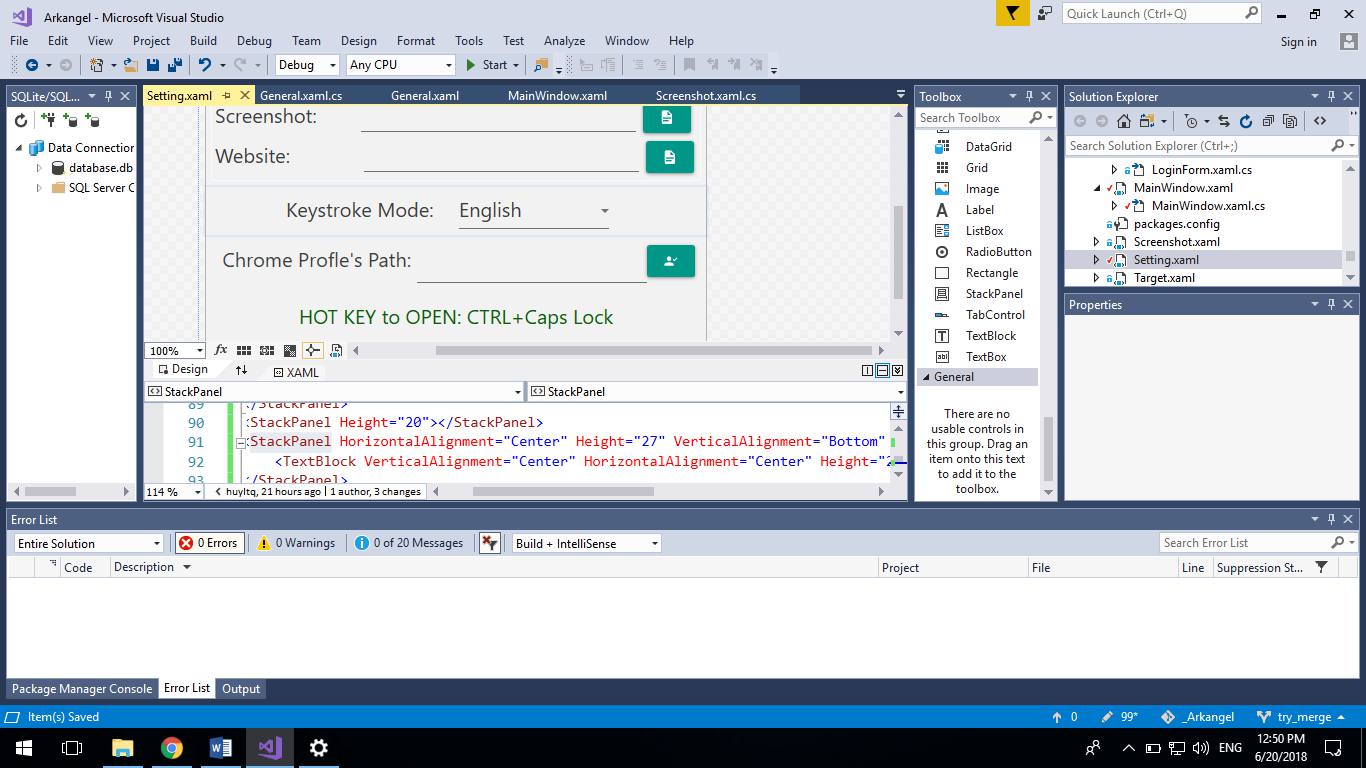 Arkangel - Microsoft Visual Studio
Quick Launch (Ctrl+Q)
File Edit View Project Build Debug Team Design Format Tools Test Analyze Window Help
Sign in
Debug Any CPU Start
SQLite/SQL...
Data Connection
database.db
SQL Server C
Setting.xaml General.xaml.cs General.xaml MainWindow.xaml Screenshot.xaml.cs
Screenshot:
Website:
Keystroke Mode: English
Chrome Profle's Path:
HOT KEY to OPEN: CTRL+Caps Lock
100%
Design XAML
StackPanel StackPanel
89 </StackPanel>
90 <StackPanel Height="20"></StackPanel>
91 <StackPanel HorizontalAlignment="Center" Height="27" VerticalAlignment="Bottom"
92 <TextBlock VerticalAlignment="Center" HorizontalAlignment="Center" Height="2
93 </StackPanel>
114 % huyltq, 21 hours ago | 1 author, 3 changes
Toolbox
Search Toolbox
DataGrid
Grid
Image
Label
ListBox
RadioButton
Rectangle
StackPanel
TabControl
TextBlock
TextBox
General
There are no
usable controls in
this group. Drag an
item onto this text
to add it to the
toolbox.
Solution Explorer
Search Solution Explorer (Ctrl+;)
LoginForm.xaml.cs
MainWindow.xaml
MainWindow.xaml.cs
packages.config
Screenshot.xaml
Setting.xaml
Target.xaml
Properties
Error List
Entire Solution 0 Errors 0 Warnings 0 of 20 Messages Build + IntelliSense
Search Error List
Code Description Project File Line Suppression St...
Package Manager Console Error List Output
Item(s) Saved
0 99* _Arkangel try_merge
ENG
12:50 PM
6/20/2018